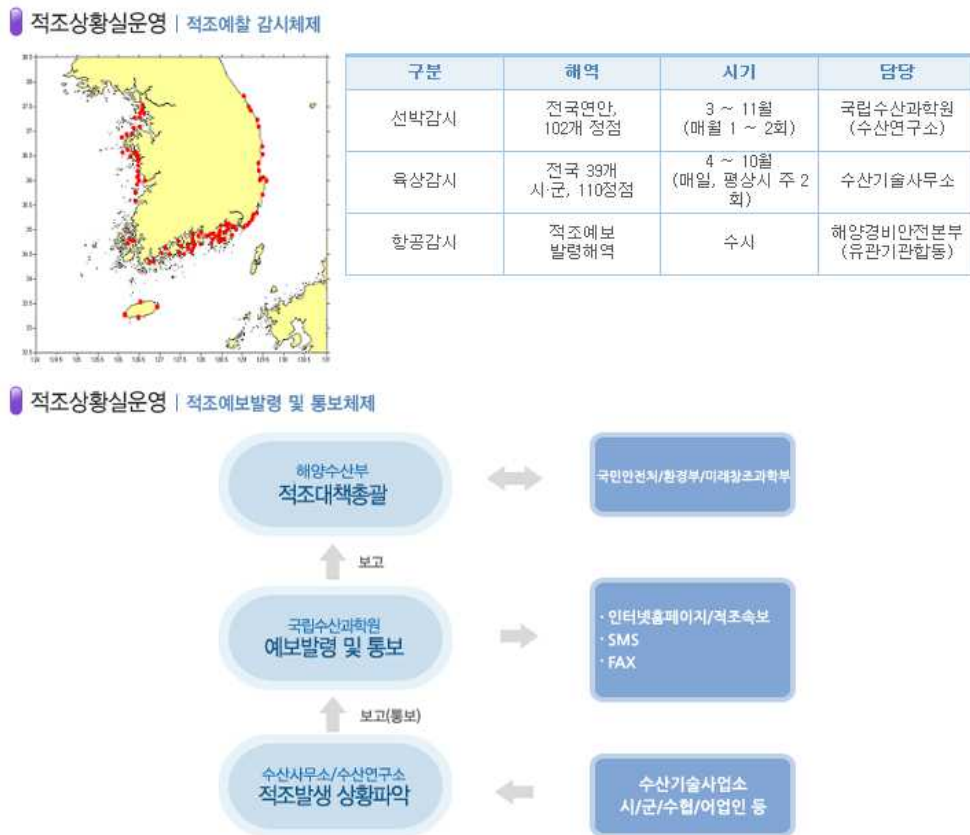 적조상황실운영 | 적조예찰 감시체제
구분 해역 시기 담당
선박감시 전국연안, 102개 정점 3 ~ 11월 (매월 1 ~ 2회) 국립수산과학원 (수산연구소)
육상감시 전국 39개 시·군, 110정점 4 ~ 10월 (매일, 평상시 주 2회) 수산기술사무소
항공감시 적조예보 발령해역 수시 해양경비안전본부 (유관기관합동)
적조상황실운영 | 적조예보발령 및 통보체제
해양수산부
적조대책총괄
국민안전처/환경부/미래창조과학부
보고
국립수산과학원
예보발령 및 통보
· 인터넷홈페이지/적조속보
· SMS
· FAX
보고(통보)
수산사무소/수산연구소
적조발생 상황파악
수산기술사업소
시/군/수협/어업인 등